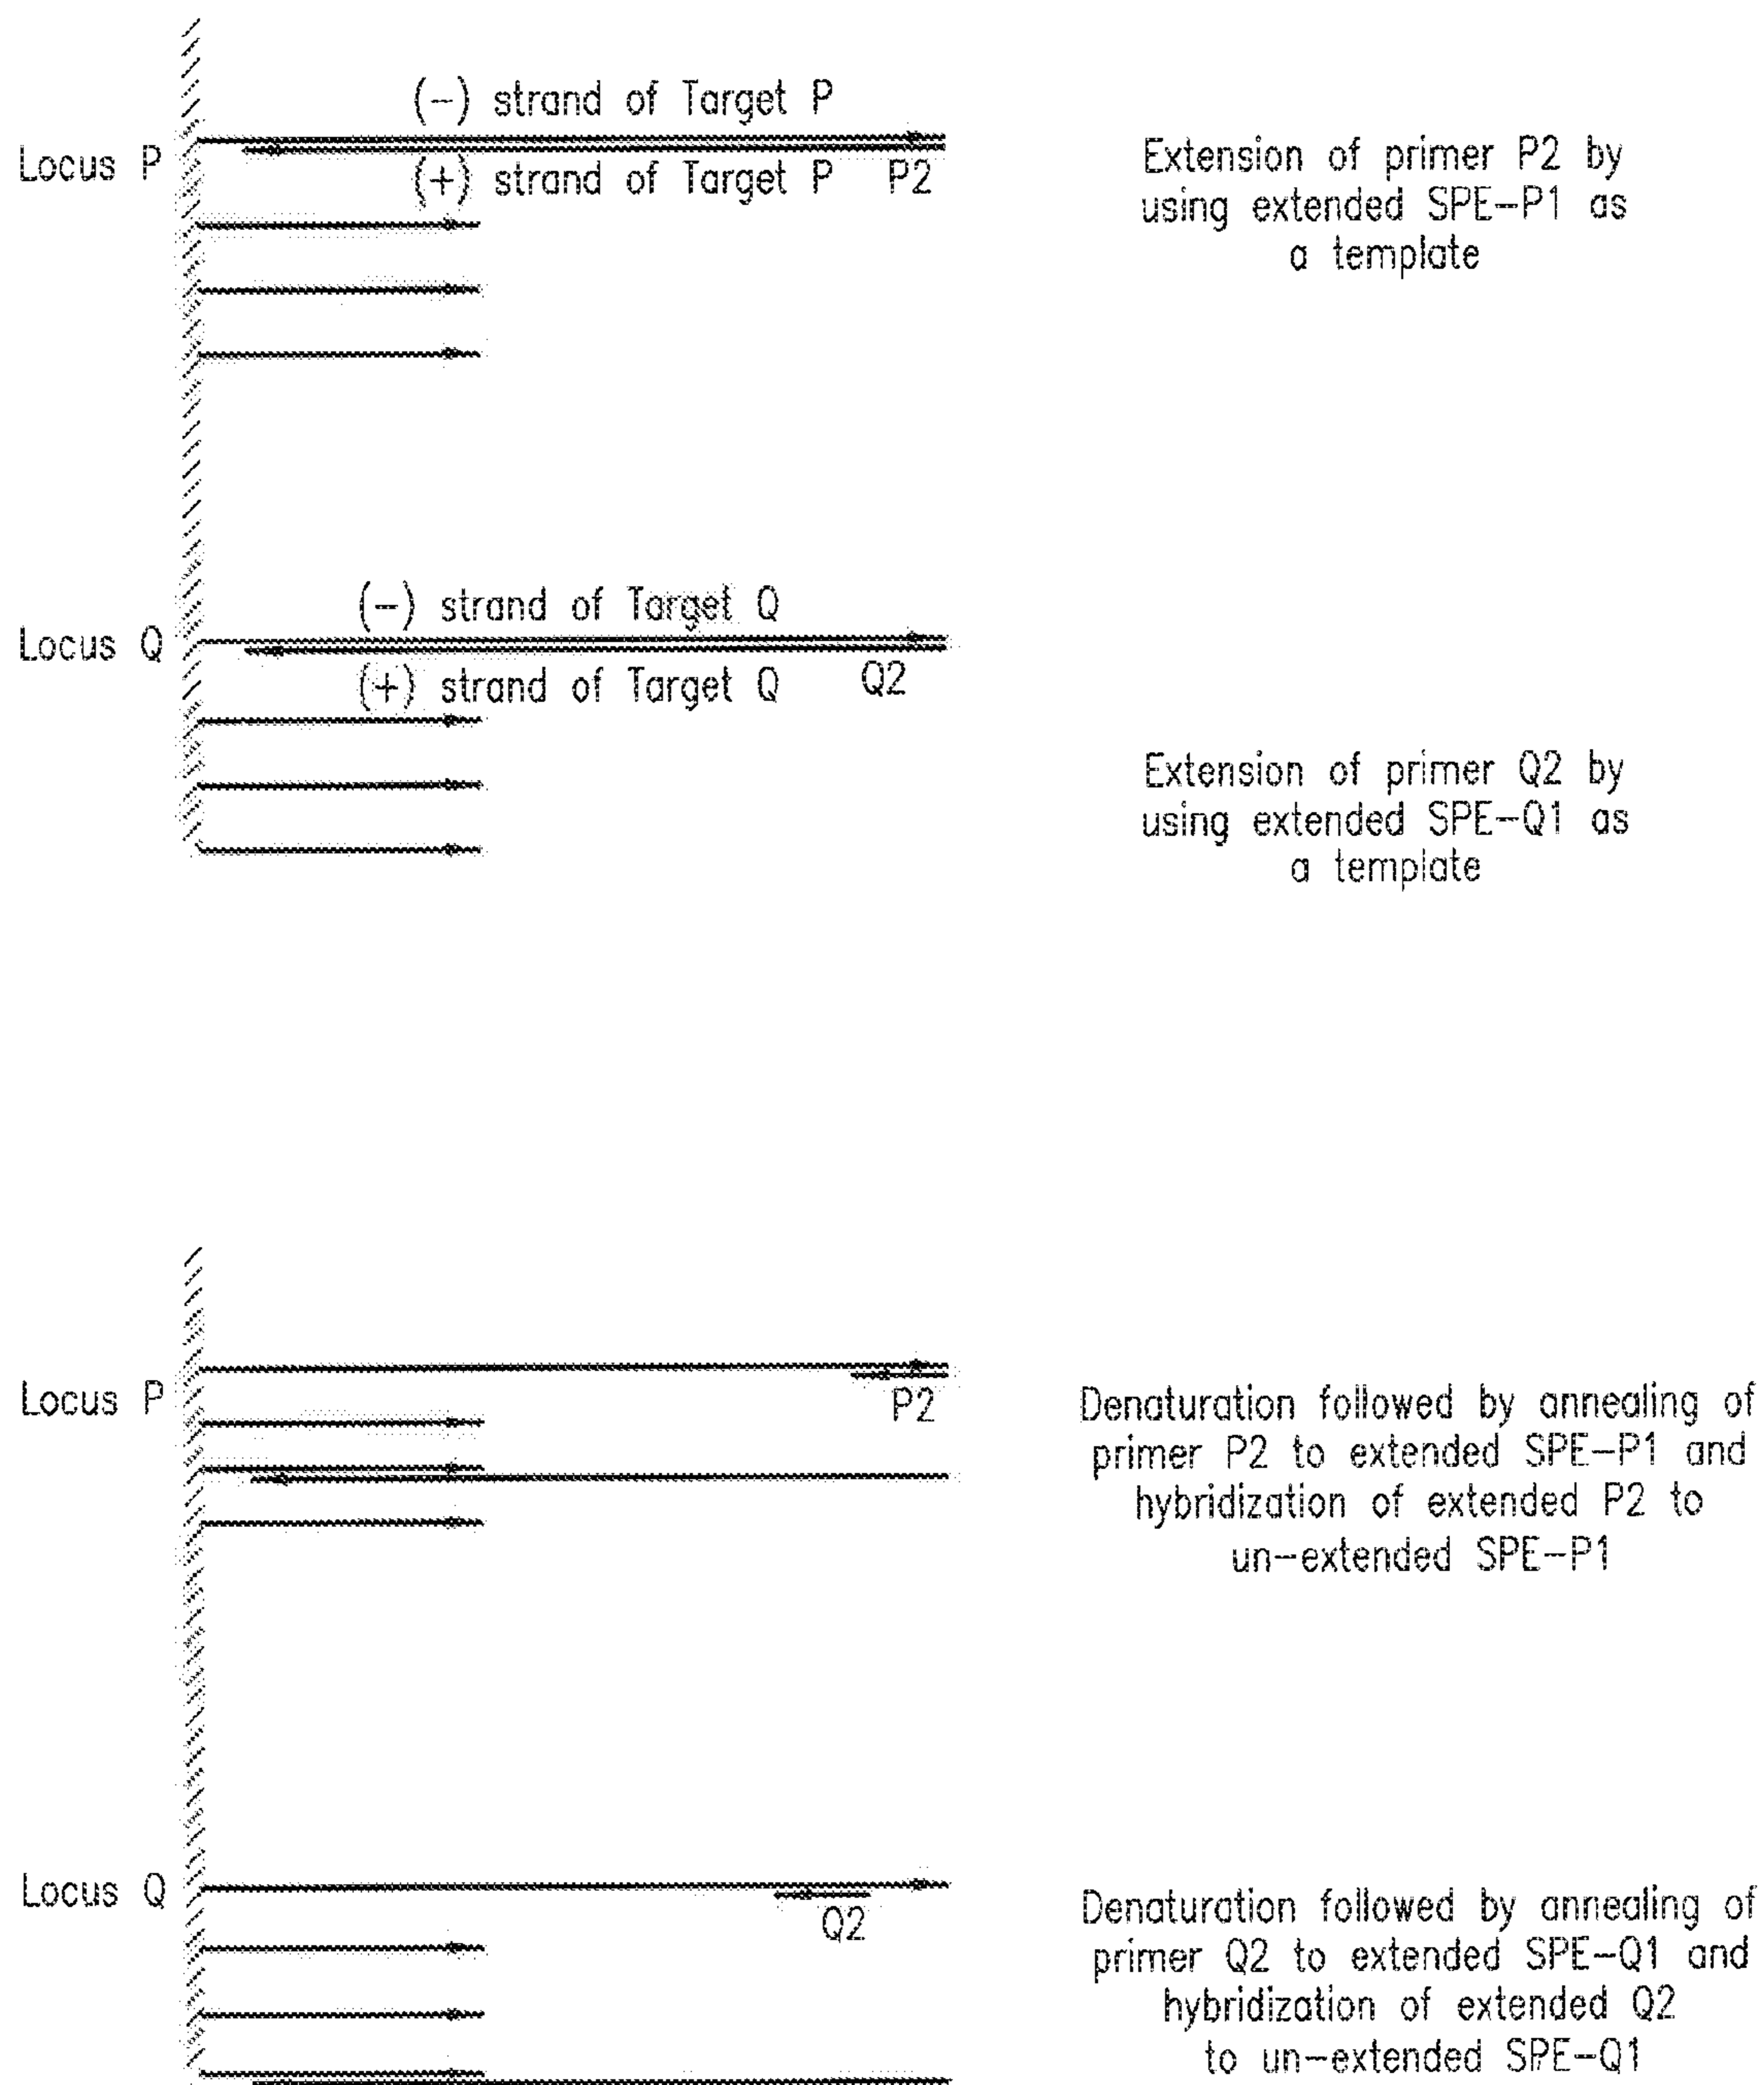 (−) strand of Target P
Locus P
(+) strand of Target P P2
Extension of primer P2 by
using extended SPE−P1 as
a template
(−) strand of Target Q
Locus Q
(+) strand of Target Q Q2
Extension of primer Q2 by
using extended SPE−Q1 as
a template
Locus P
P2
Denaturation followed by annealing of
primer P2 to extended SPE−P1 and
hybridization of extended P2 to
un−extended SPE−P1
Locus Q
Q2
Denaturation followed by annealing of
primer Q2 to extended SPE−Q1 and
hybridization of extended Q2
to un−extended SPE−Q1